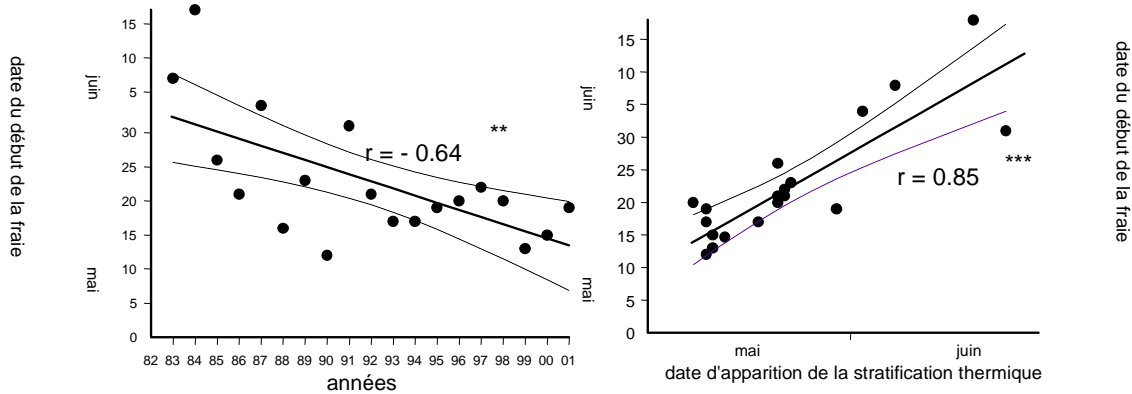 date du début de la fraie
juin
mai
15
10
5
30
25
20
15
10
5
0
r = - 0.64
**
82 83 84 85 86 87 88 89 90 91 92 93 94 95 96 97 98 99 00 01
années
juin
mai
15
10
5
30
25
20
15
10
5
0
r = 0.85
***
mai juin
date d'apparition de la stratification thermique
date du début de la fraie